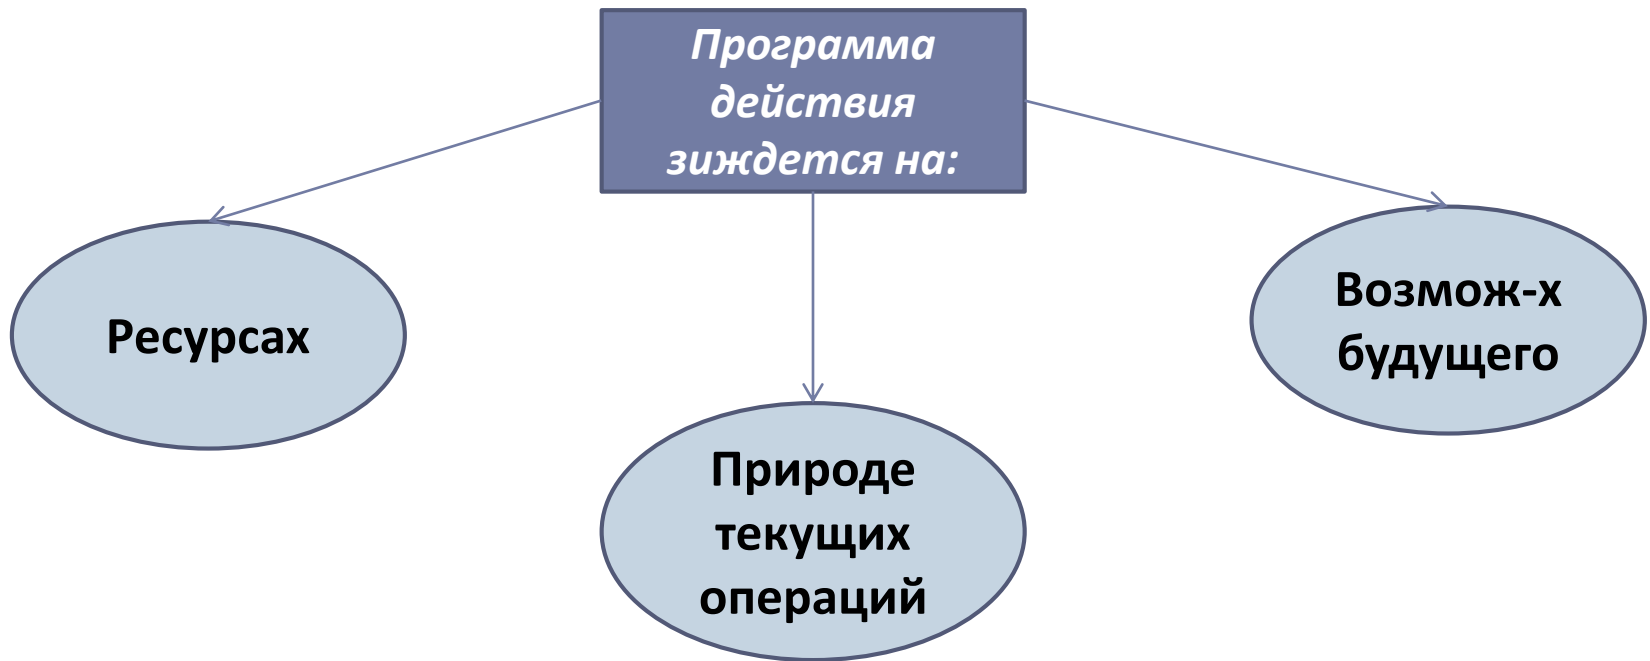 Программа
действия
зиждется на:
Ресурсах
Природе
текущих
операций
Возмож-х
будущего